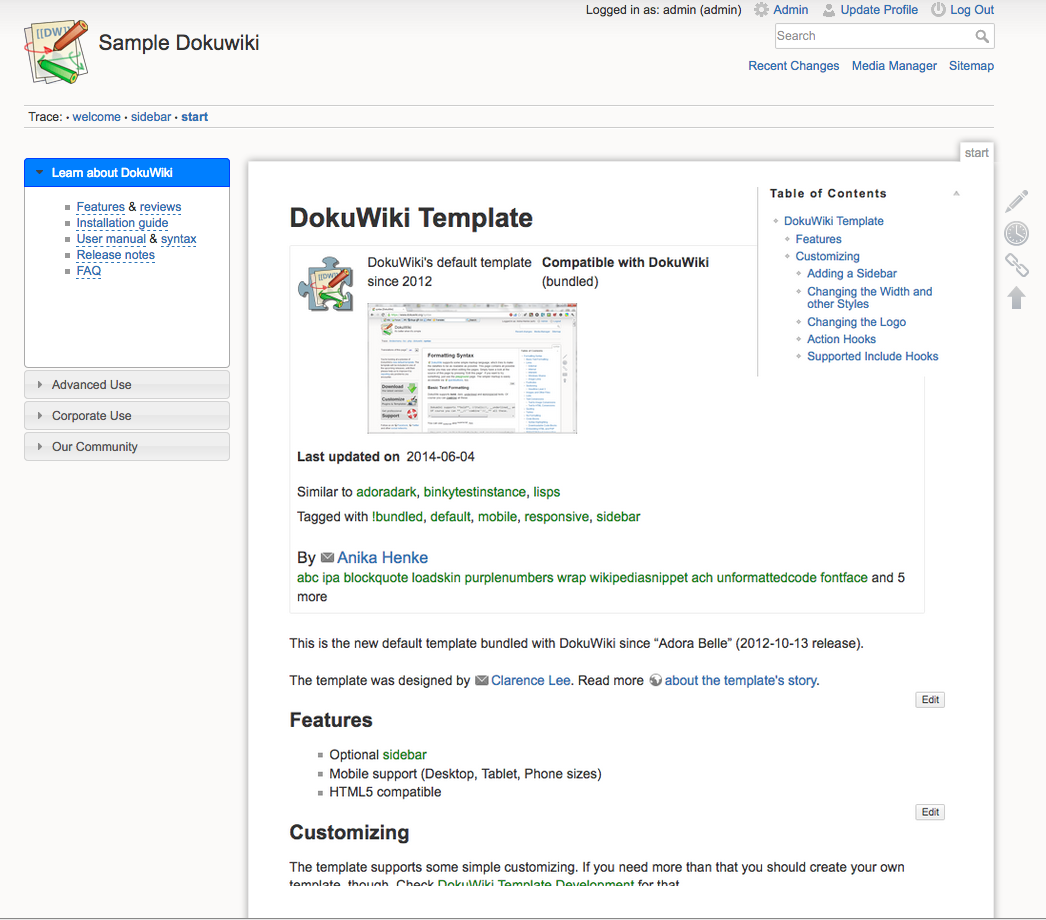 Logged in as: admin (admin) Admin Update Profile Log Out
[[DW]]
Sample Dokuwiki
Search
Recent Changes Media Manager Sitemap
Trace: • welcome • sidebar • start
start
Learn about DokuWiki
Features & reviews
Installation guide
User manual & syntax
Release notes
FAQ
Advanced Use
Corporate Use
Our Community
DokuWiki Template
Table of Contents
DokuWiki Template
Features
Customizing
Adding a Sidebar
Changing the Width and
other Styles
Changing the Logo
Action Hooks
Supported Include Hooks
DokuWiki's default template
since 2012
Compatible with DokuWiki
(bundled)
Formatting Syntax
Basic Text Formatting
Download
Customize
Support
Last updated on 2014-06-04
Similar to adoradark, binkytestinstance, lisps
Tagged with !bundled, default, mobile, responsive, sidebar
By Anika Henke
abc ipa blockquote loadskin purplenumbers wrap wikipediasnippet ach unformattedcode fontface and 5
more
This is the new default template bundled with DokuWiki since “Adora Belle” (2012-10-13 release).
The template was designed by Clarence Lee. Read more about the template's story.
Edit
Features
Optional sidebar
Mobile support (Desktop, Tablet, Phone sizes)
HTML5 compatible
Edit
Customizing
The template supports some simple customizing. If you need more than that you should create your own
template, though. Check DokuWiki Template Development for that.